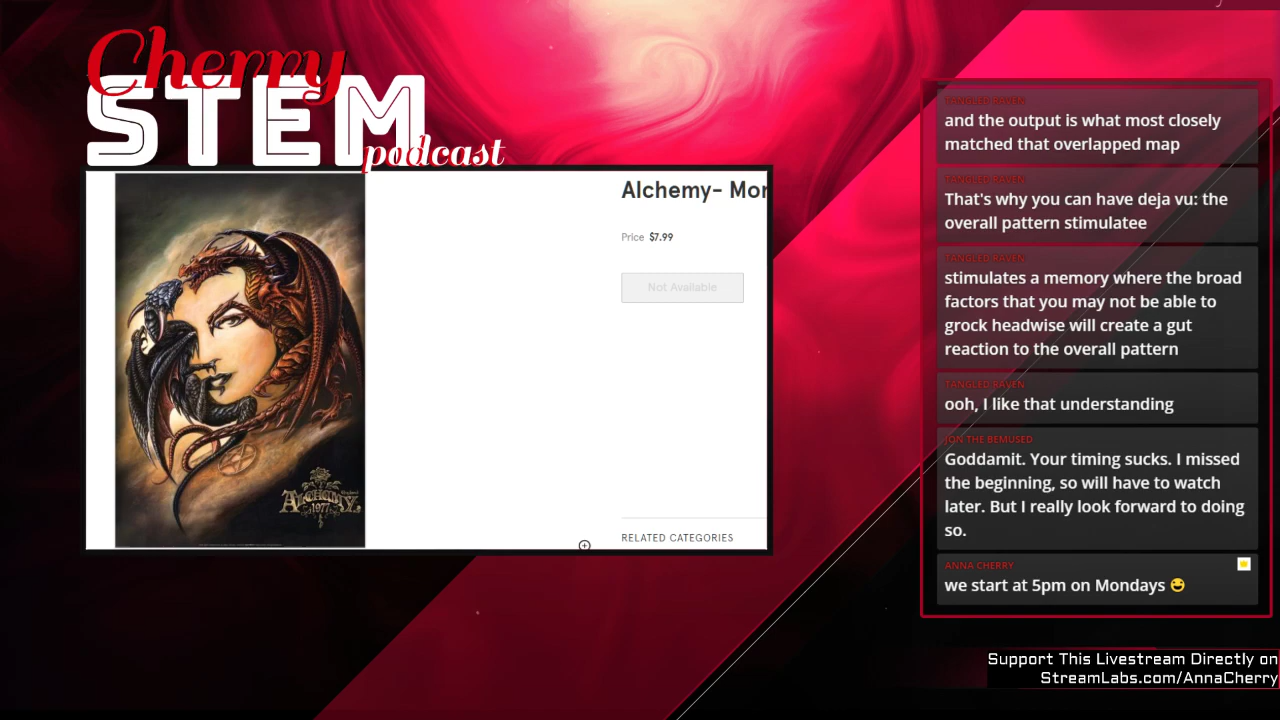 Cherry
STEM
podcast
Alchemy- Mor
Price $7.99
Not Available
RELATED CATEGORIES
ALCHEMY
England
1977
TANGLED RAVEN
and the output is what most closely
matched that overlapped map
TANGLED RAVEN
That's why you can have deja vu: the
overall pattern stimulatee
TANGLED RAVEN
stimulates a memory where the broad
factors that you may not be able to
grock headwise will create a gut
reaction to the overall pattern
TANGLED RAVEN
ooh, I like that understanding
JON THE BEMUSED
Goddamit. Your timing sucks. I missed
the beginning, so will have to watch
later. But I really look forward to doing
so.
ANNA CHERRY
we start at 5pm on Mondays
Support This Livestream Directly on
StreamLabs.com/AnnaCherry